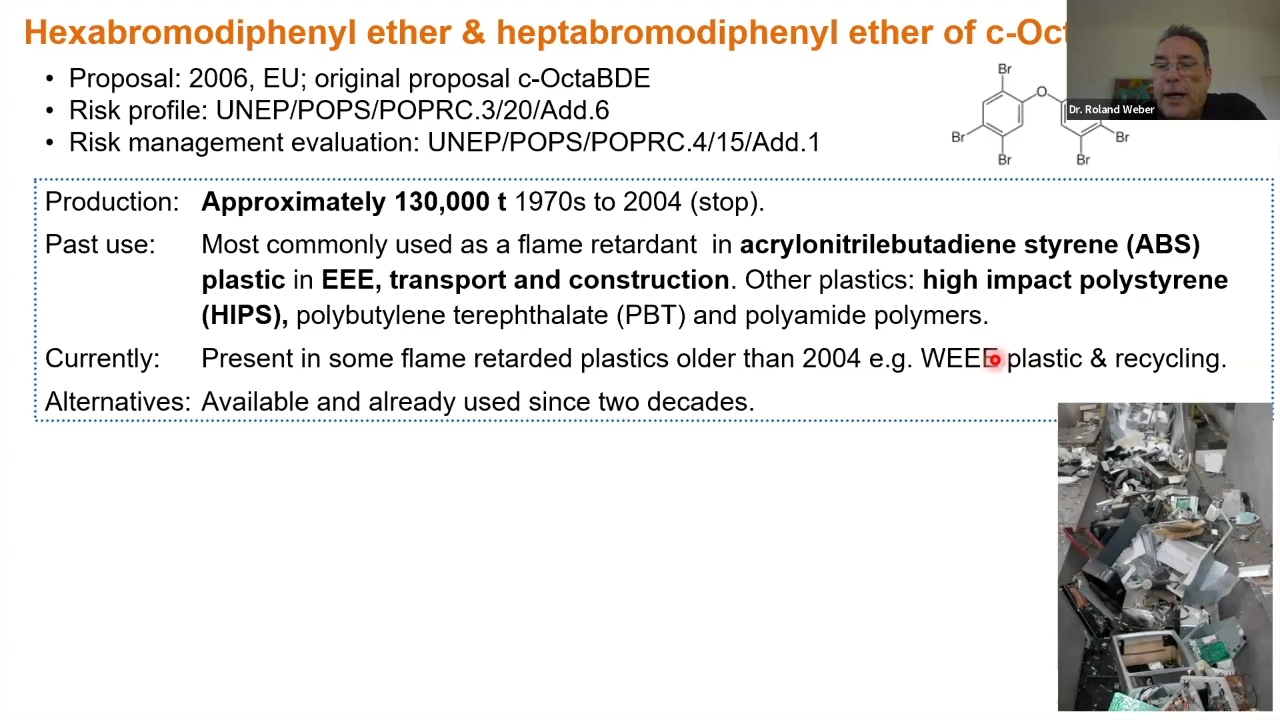 Hexabromodiphenyl ether & heptabromodiphenyl ether of
• Proposal: 2006, EU; original proposal c-OctaBDE
• Risk profile: UNEP/POPS/POPRC.3/20/Add.6
• Risk management evaluation: UNEP/POPS/POPRC.4/15/Add.1
Br
O
Br
Br
Br
Br
Dr. Roland Weber
Production: Approximately 130,000 t 1970s to 2004 (stop).
Past use: Most commonly used as a flame retardant in acrylonitrilebutadiene styrene (ABS)
plastic in EEE, transport and construction. Other plastics: high impact polystyrene
(HIPS), polybutylene terephthalate (PBT) and polyamide polymers.
Currently: Present in some flame retarded plastics older than 2004 e.g. WEEE plastic & recycling.
Alternatives: Available and already used since two decades.